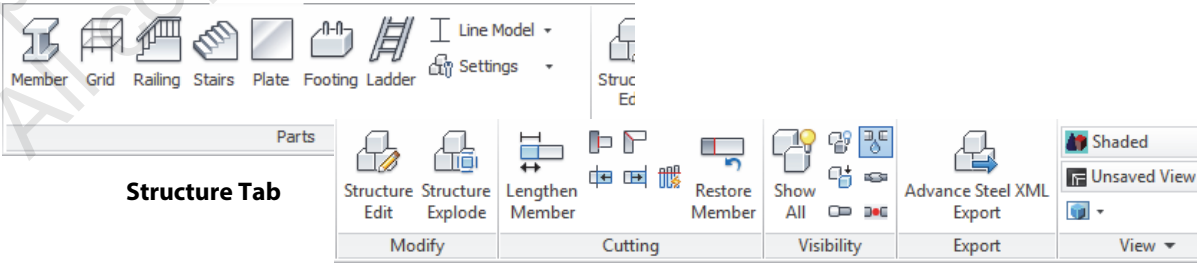 Member Grid Railing Stairs Plate Footing Ladder
Line Model
Settings
Parts
Structure Tab
Structure Edit
Structure Explode
Modify
Lengthen Member
Restore Member
Cutting
Show All
Visibility
Advance Steel XML Export
Export
Shaded
Unsaved View
View